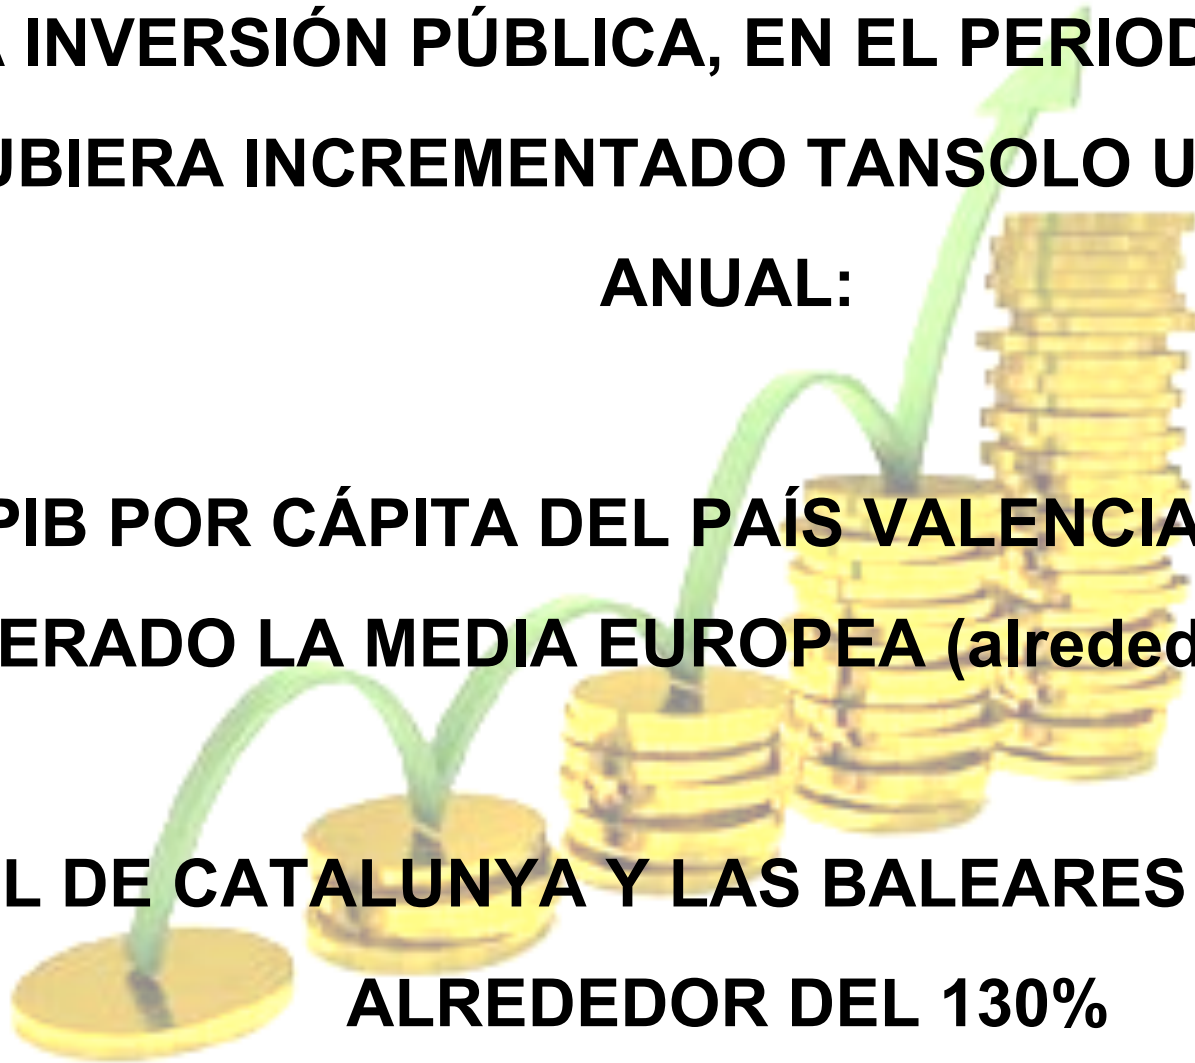 A INVERSIÓN PÚBLICA, EN EL PERIOD
UBIERA INCREMENTADO TANSOLO U
ANUAL:
PIB POR CÁPITA DEL PAÍS VALENCIA
ERADO LA MEDIA EUROPEA (alreded
L DE CATALUNYA Y LAS BALEARES
ALREDEDOR DEL 130%